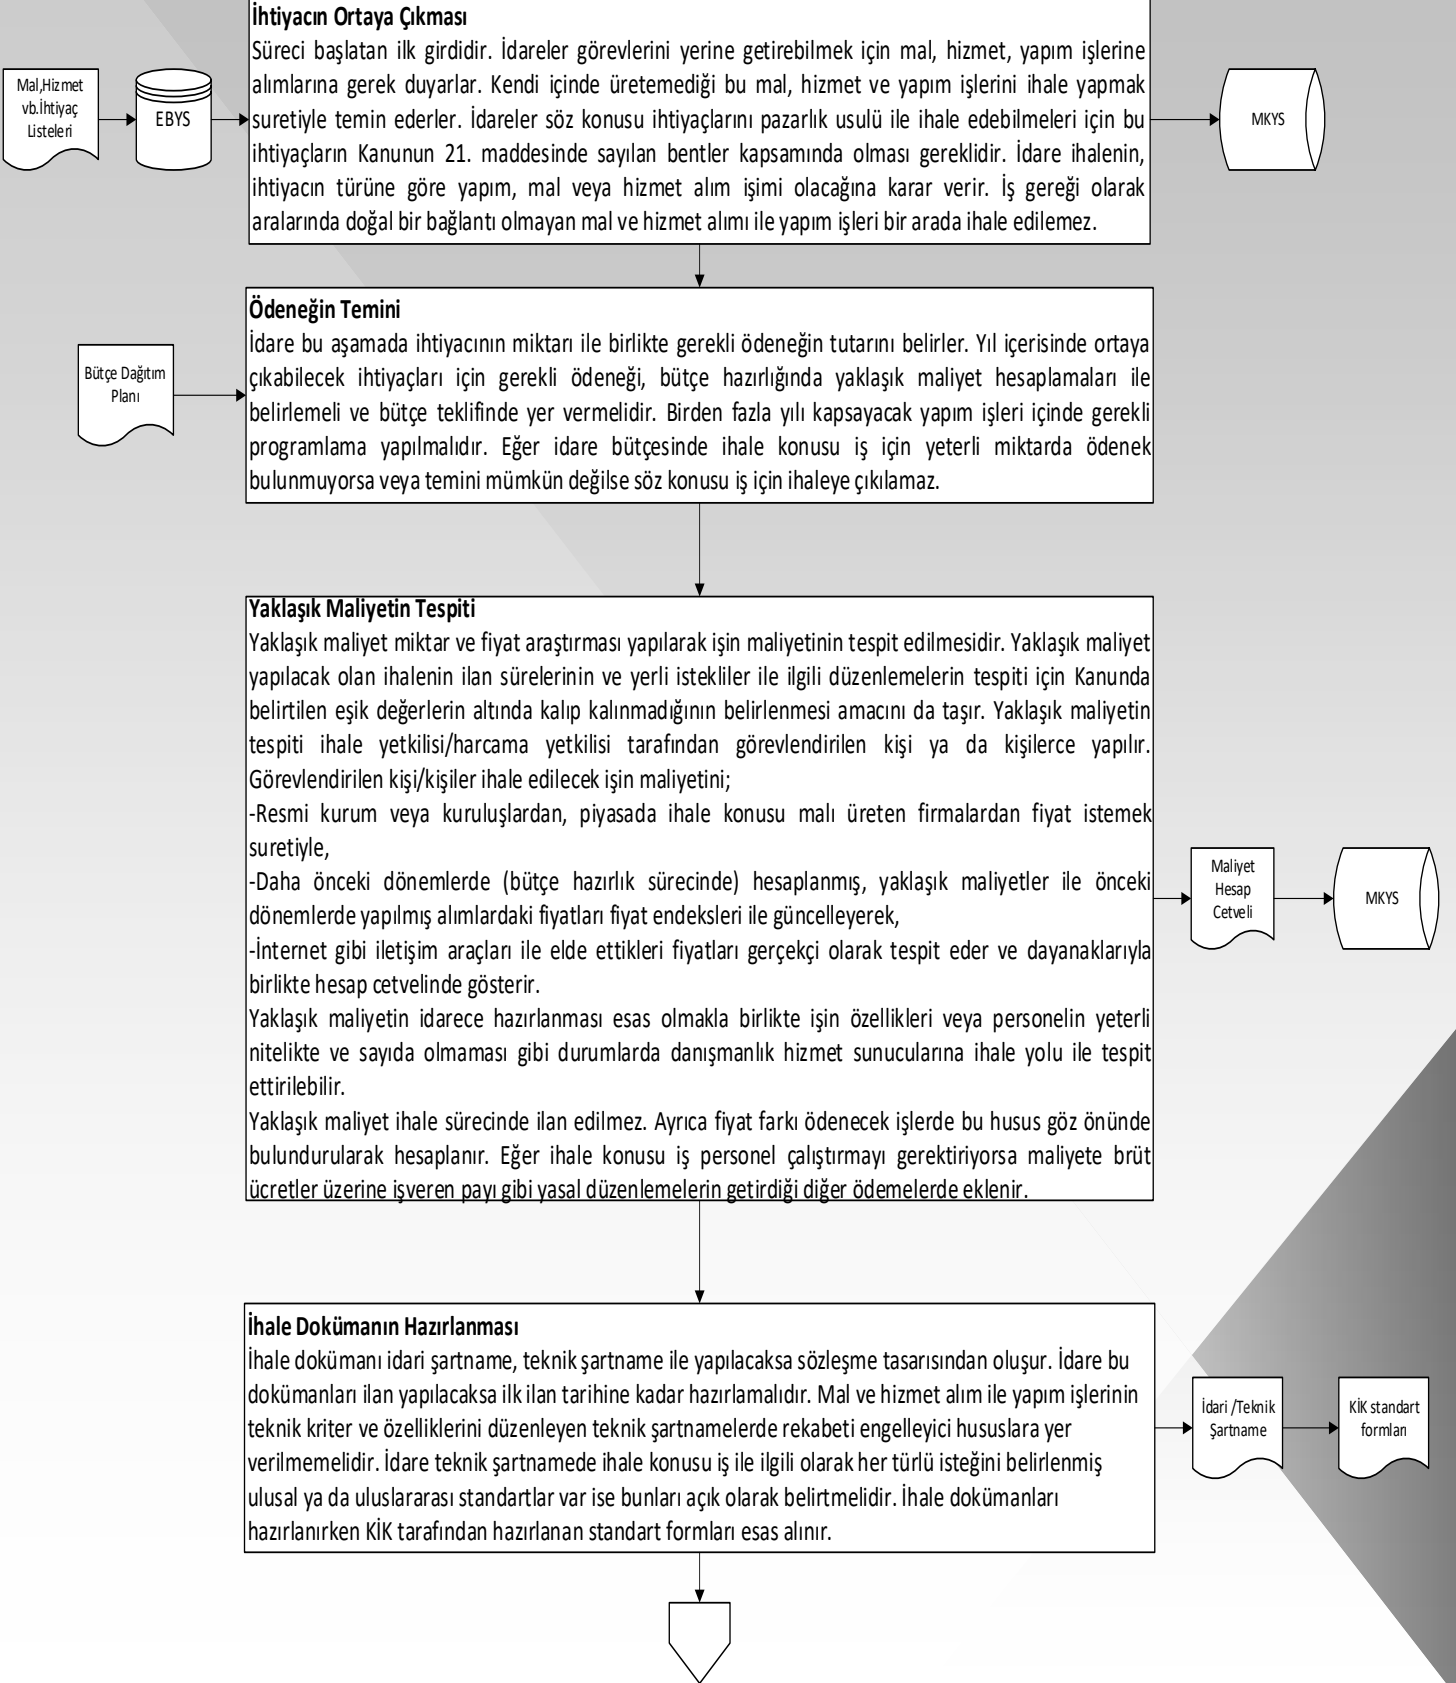 İhtiyacın Ortaya Çıkması
Süreci başlatan ilk girdidir. İdareler görevlerini yerine getirebilmek için mal, hizmet, yapım işlerine
alımlarına gerek duyarlar. Kendi içinde üretemediği bu mal, hizmet ve yapım işlerini ihale yapmak
suretiyle temin ederler. İdareler söz konusu ihtiyaçlarını pazarlık usulü ile ihale edebilmeleri için bu
ihtiyaçların Kanunun 21. maddesinde sayılan bentler kapsamında olması gereklidir. İdare ihalenin,
ihtiyacın türüne göre yapım, mal veya hizmet alım işimi olacağına karar verir. İş gereği olarak
aralarında doğal bir bağlantı olmayan mal ve hizmet alımı ile yapım işleri bir arada ihale edilemez.
Mal,Hizmet
vb.İhtiyaç
Listeleri
EBYS
MKYS
Ödeneğin Temini
İdare bu aşamada ihtiyacının miktarı ile birlikte gerekli ödeneğin tutarını belirler. Yıl içerisinde ortaya
çıkabilecek ihtiyaçları için gerekli ödeneği, bütçe hazırlığında yaklaşık maliyet hesaplamaları ile
belirlemeli ve bütçe teklifinde yer vermelidir. Birden fazla yılı kapsayacak yapım işleri içinde gerekli
programlama yapılmalıdır. Eğer idare bütçesinde ihale konusu iş için yeterli miktarda ödenek
bulunmuyorsa veya temini mümkün değilse söz konusu iş için ihaleye çıkılamaz.
Bütçe Dağıtım
Planı
Yaklaşık Maliyetin Tespiti
Yaklaşık maliyet miktar ve fiyat araştırması yapılarak işin maliyetinin tespit edilmesidir. Yaklaşık maliyet
yapılacak olan ihalenin ilan sürelerinin ve yerli istekliler ile ilgili düzenlemelerin tespiti için Kanunda
belirtilen eşik değerlerin altında kalıp kalınmadığının belirlenmesi amacını da taşır. Yaklaşık maliyetin
tespiti ihale yetkilisi/harcama yetkilisi tarafından görevlendirilen kişi ya da kişilerce yapılır.
Görevlendirilen kişi/kişiler ihale edilecek işin maliyetini;
-Resmi kurum veya kuruluşlardan, piyasada ihale konusu malı üreten firmalardan fiyat istemek
suretiyle,
-Daha önceki dönemlerde (bütçe hazırlık sürecinde) hesaplanmış, yaklaşık maliyetler ile önceki
dönemlerde yapılmış alımlardaki fiyatları fiyat endeksleri ile güncelleyerek,
-İnternet gibi iletişim araçları ile elde ettikleri fiyatları gerçekçi olarak tespit eder ve dayanaklarıyla
birlikte hesap cetvelinde gösterir.
Yaklaşık maliyetin idarece hazırlanması esas olmakla birlikte işin özellikleri veya personelin yeterli
nitelikte ve sayıda olmaması gibi durumlarda danışmanlık hizmet sunucularına ihale yolu ile tespit
ettirilebilir.
Yaklaşık maliyet ihale sürecinde ilan edilmez. Ayrıca fiyat farkı ödenecek işlerde bu husus göz önünde
bulundurularak hesaplanır. Eğer ihale konusu iş personel çalıştırmayı gerektiriyorsa maliyete brüt
ücretler üzerine işveren payı gibi yasal düzenlemelerin getirdiği diğer ödemelerde eklenir.
Maliyet
Hesap
Cetveli
MKYS
İhale Dokümanın Hazırlanması
İhale dokümanı idari şartname, teknik şartname ile yapılacaksa sözleşme tasarısından oluşur. İdare bu
dokümanları ilan yapılacaksa ilk ilan tarihine kadar hazırlamalıdır. Mal ve hizmet alım ile yapım işlerinin
teknik kriter ve özelliklerini düzenleyen teknik şartnamelerde rekabeti engelleyici hususlara yer
verilmemelidir. İdare teknik şartnamede ihale konusu iş ile ilgili olarak her türlü isteğini belirlenmiş
ulusal ya da uluslararası standartlar var ise bunları açık olarak belirtmelidir. İhale dokümanları
hazırlanırken KİK tarafından hazırlanan standart formları esas alınır.
İdari /Teknik
Şartname
KİK standart
formları